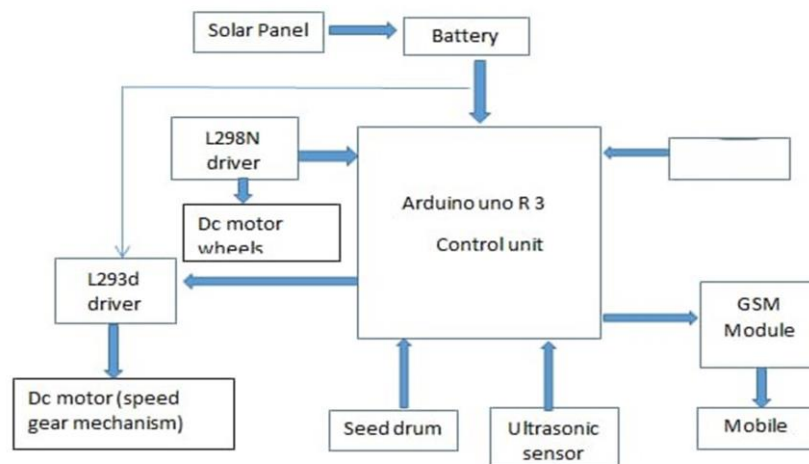 Solar Panel
Battery
L298N
driver
Dc motor
wheels
Arduino uno R 3
Control unit
L293d
driver
GSM
Module
Dc motor (speed
gear mechanism)
Seed drum
Ultrasonic
sensor
Mobile